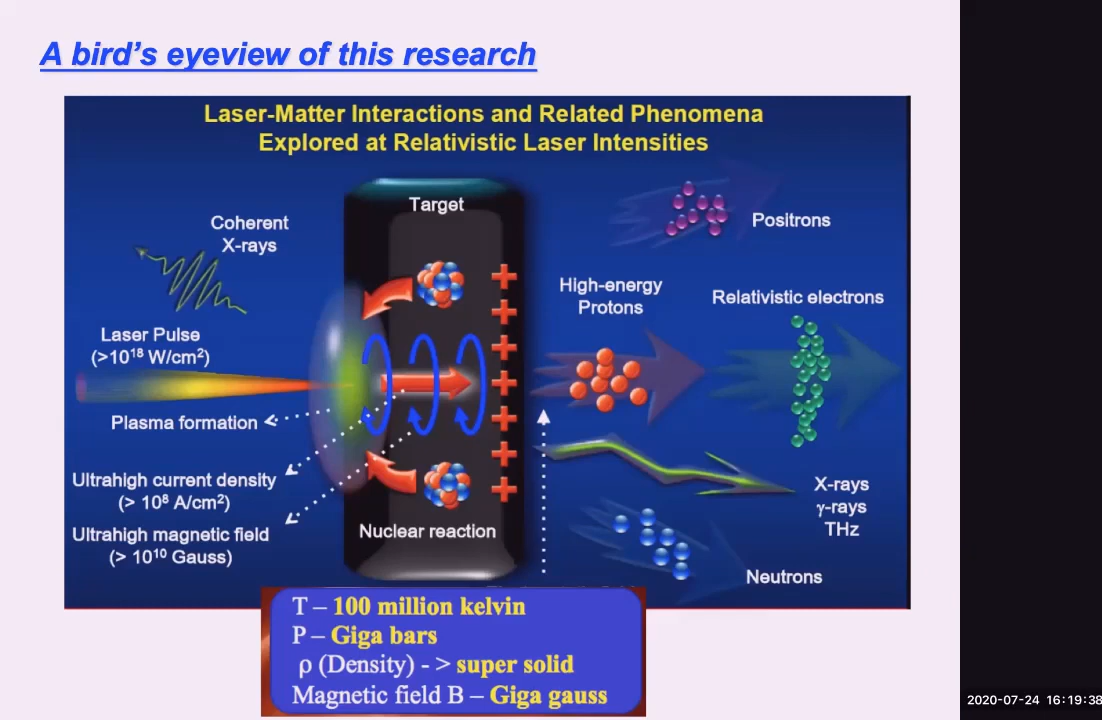 A bird's eyeview of this research
Laser-Matter Interactions and Related Phenomena
Explored at Relativistic Laser Intensities
Target
Coherent
X-rays
Positrons
High-energy
Protons
Relativistic electrons
Laser Pulse
(>10¹⁸ W/cm²)
Plasma formation
Ultrahigh current density
(> 10⁸ A/cm²)
Ultrahigh magnetic field
(> 10¹⁰ Gauss)
Nuclear reaction
X-rays
γ-rays
THz
Neutrons
T – 100 million kelvin
P – Giga bars
ρ (Density) - > super solid
Magnetic field B – Giga gauss
2020-07-24 16:19:38